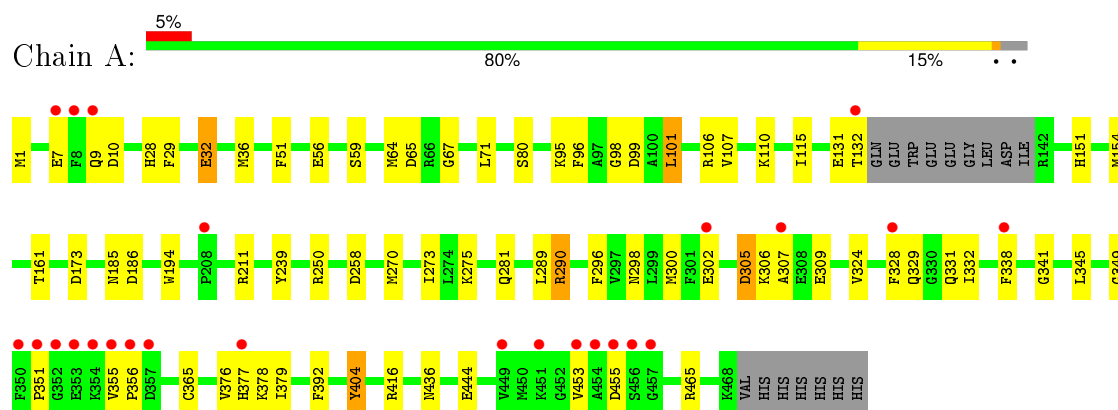 5%
Chain A:
80% 15% • •
M1 E7 F8 Q9 D10 H28 F29 E32 M36 F51 E56 S59 M64 D65 R66 G67 L71 S80 K95 F96 A97 G98 D99 A100 L101 R106 V107 K110 I115 E131 T132 GLN GLU TRP GLU GLU GLY LEU ASP ILE R142 H151 M154
T161 D173 N185 D186 W194 P208 R211 Y239 R250 D258 M270 I273 L274 K275 Q281 L289 R290 F296 V297 N298 L299 M300 F301 E302 D305 K306 A307 E308 E309 V324 F328 Q329 G330 Q331 I332 F338 G341 L345
F350 P351 G352 E353 K354 V355 P356 D357 C365 V376 H377 K378 I379 F392 Y404 R416 N436 E444 V449 M450 K451 G452 V453 A454 D455 S456 G457 R465 K468 VAL HIS HIS HIS HIS HIS HIS